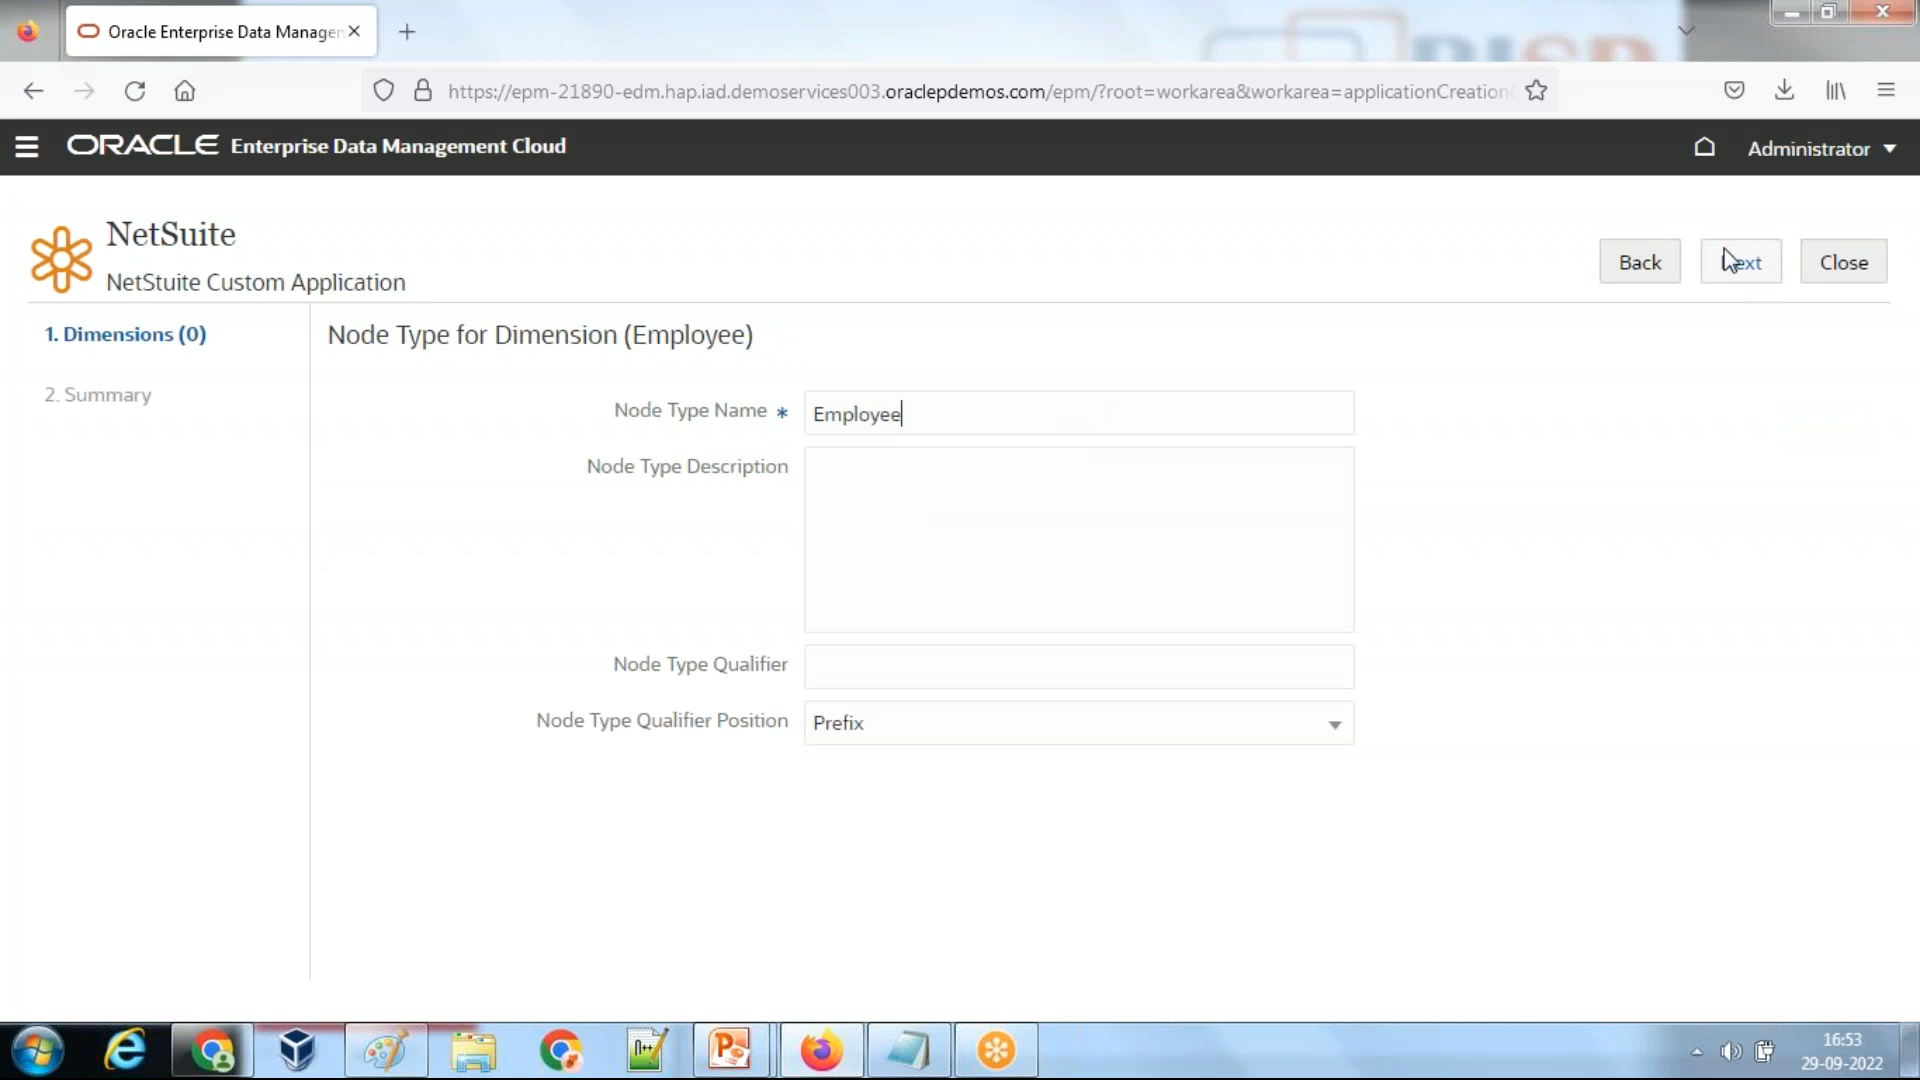 Oracle Enterprise Data Manager
https://epm-21890-edm.hap.iad.demoservices003.oraclepdemos.com/epm/?root=workarea&workarea=applicationCreation
ORACLE Enterprise Data Management Cloud
Administrator
NetSuite
NetStuite Custom Application
Back
Next
Close
1. Dimensions (0)
2. Summary
Node Type for Dimension (Employee)
Node Type Name * Employee
Node Type Description
Node Type Qualifier
Node Type Qualifier Position Prefix
16:53
29-09-2022